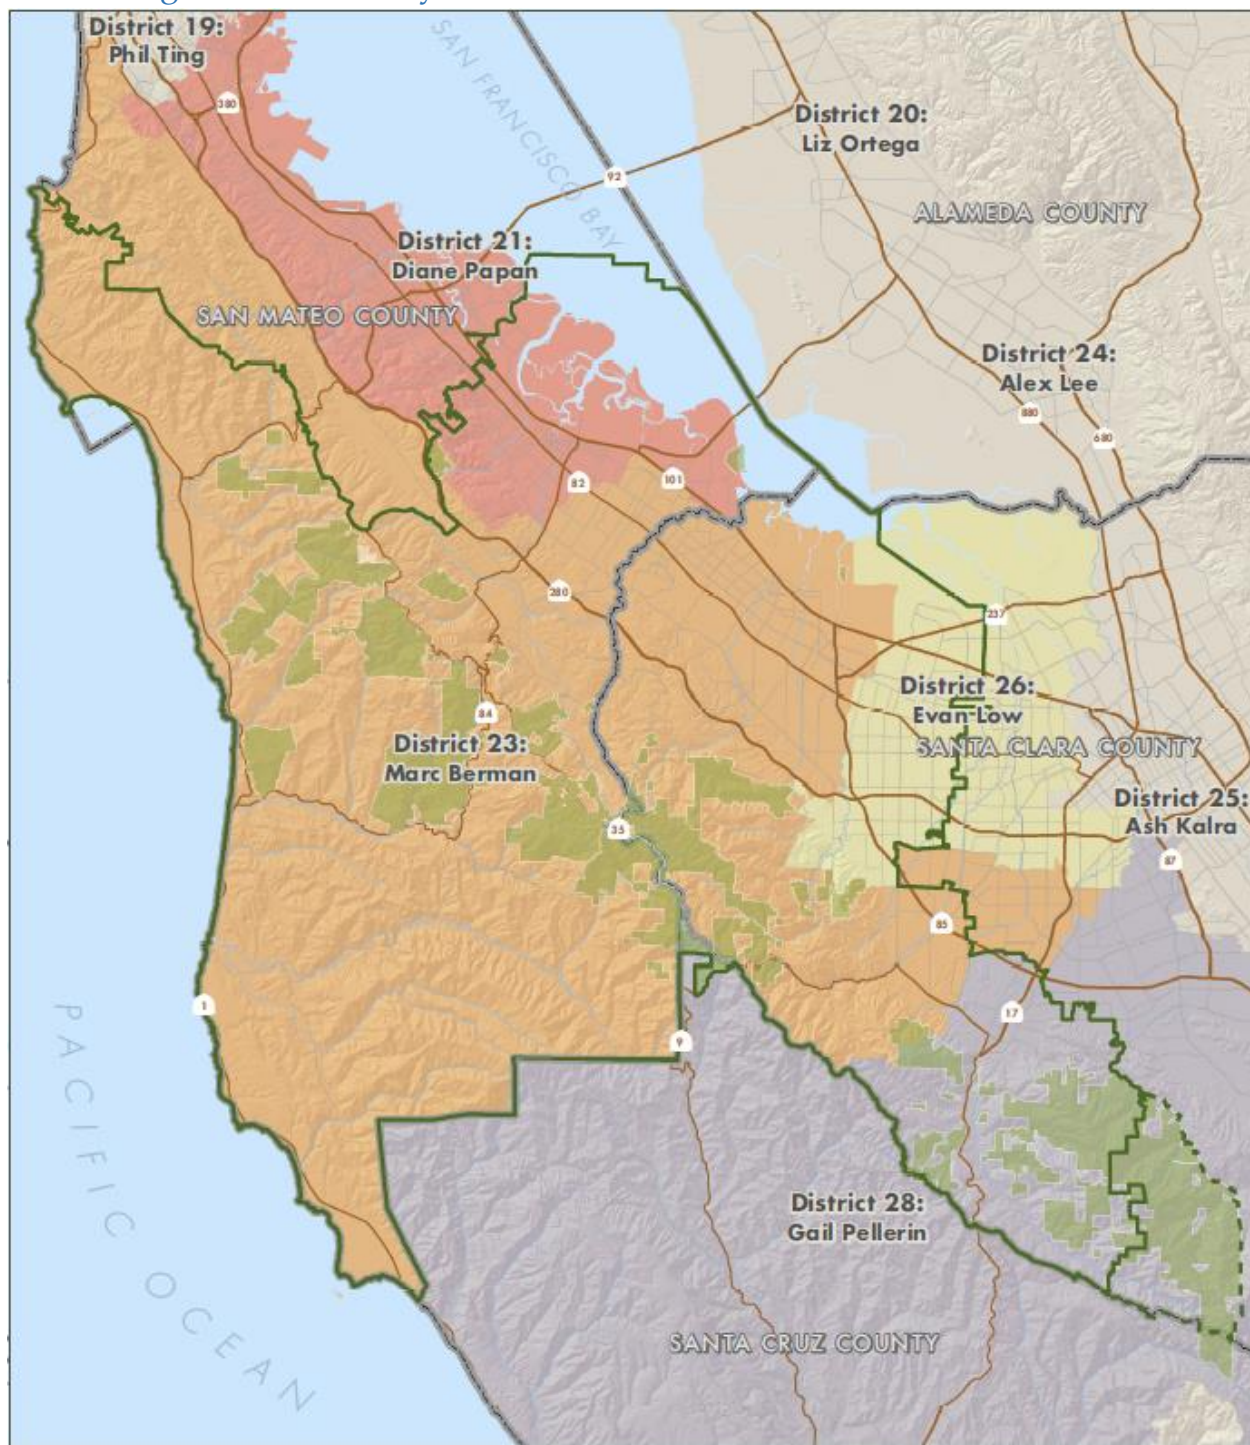 District 19:
Phil Ting
380
SAN FRANCISCO BAY
92
District 20:
Liz Ortega
ALAMEDA COUNTY
District 21:
Diane Papan
SAN MATEO COUNTY
District 24:
Alex Lee
880
680
82
101
280
237
84
District 26:
Evan Low
SANTA CLARA COUNTY
District 23:
Marc Berman
District 25:
Ash Kalra
35
87
85
1
17
9
PACIFIC OCEAN
District 28:
Gail Pellerin
SANTA CRUZ COUNTY